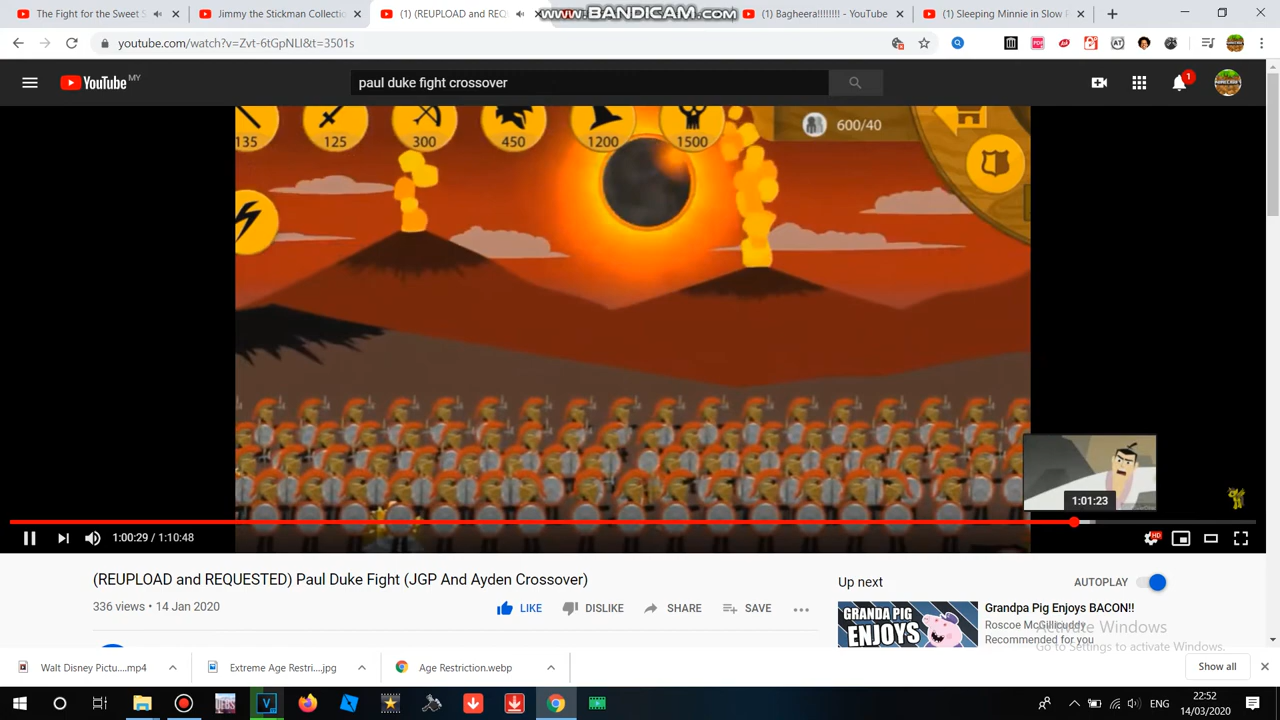 The Fight for the Sweet S
Jimmy the Stickman Collectio
(1) (REUPLOAD and REQ
www.BANDICAM.com
(1) Bagheera!!!!!!!! - YouTube
(1) Sleeping Minnie in Slow P
youtube.com/watch?v=Zvt-6tGpNLI&t=3501s
YouTube MY
paul duke fight crossover
1
135
125
300
450
1200
1500
600/40
1:01:23
1:00:29 / 1:10:48
HD
(REUPLOAD and REQUESTED) Paul Duke Fight (JGP And Ayden Crossover)
336 views • 14 Jan 2020
LIKE
DISLIKE
SHARE
SAVE
Up next
AUTOPLAY
GRANDA PIG
ENJOYS
Grandpa Pig Enjoys BACON!!
Roscoe McGillicuddy
Recommended for you
Activate Windows
Go to Settings to activate Windows.
Walt Disney Pictu....mp4
Extreme Age Restri....jpg
Age Restriction.webp
Show all
ENG
22:52
14/03/2020